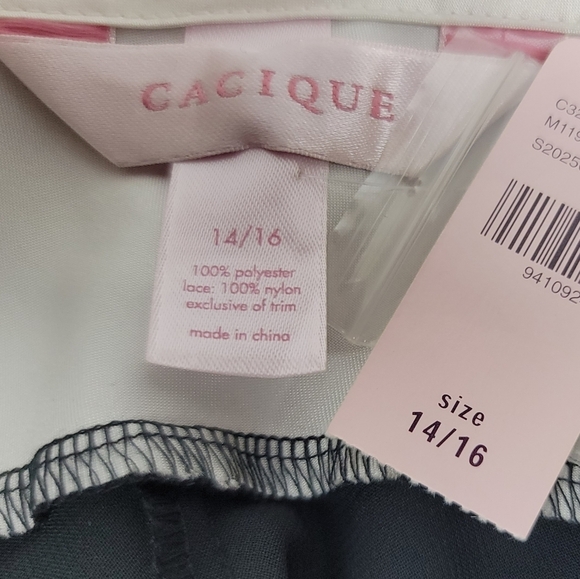 CACIQUE
14/16
100% polyester
lace: 100% nylon
exclusive of trim
made in china
size
14/16